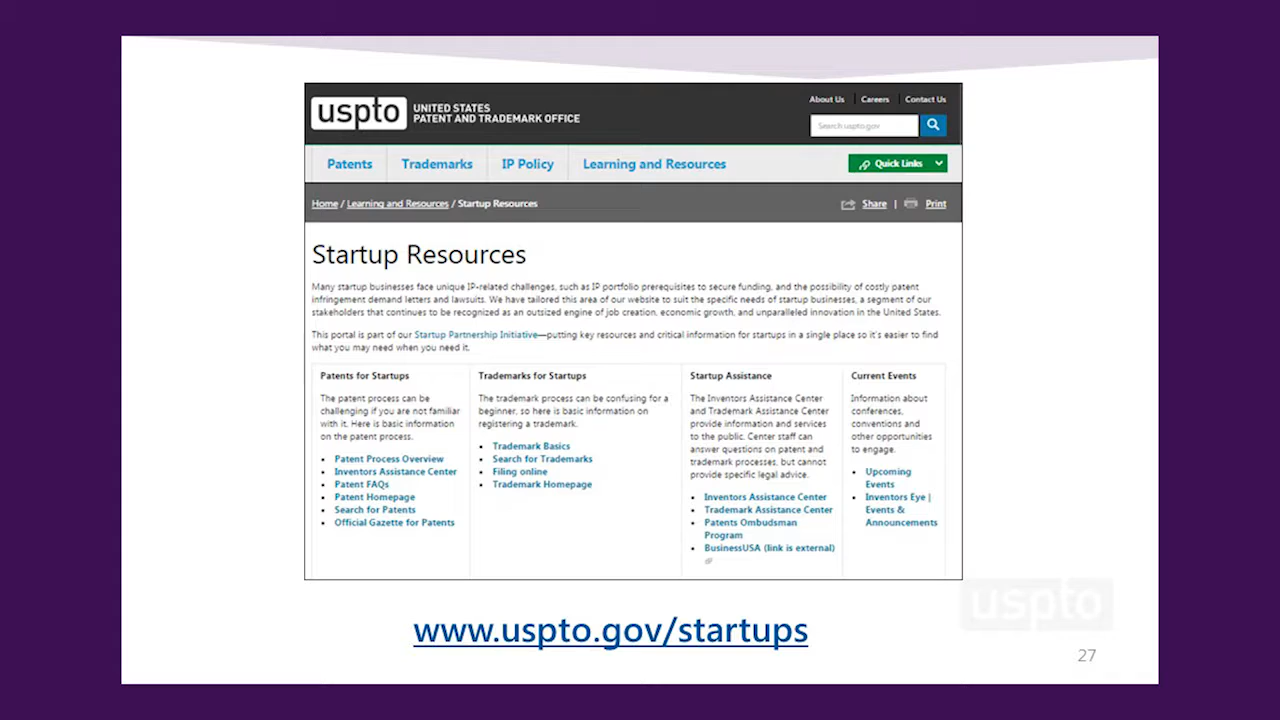 uspto UNITED STATES
PATENT AND TRADEMARK OFFICE
About Us | Careers | Contact Us
Search uspto.gov
Patents Trademarks IP Policy Learning and Resources Quick Links
Home / Learning and Resources / Startup Resources Share | Print
Startup Resources
Many startup businesses face unique IP-related challenges, such as IP portfolio prerequisites to secure funding, and the possibility of costly patent
infringement demand letters and lawsuits. We have tailored this area of our website to suit the specific needs of startup businesses, a segment of our
stakeholders that continues to be recognized as an outsized engine of job creation, economic growth, and unparalleled innovation in the United States.
This portal is part of our Startup Partnership Initiative—putting key resources and critical information for startups in a single place so it's easier to find
what you may need when you need it.
Patents for Startups
The patent process can be
challenging if you are not familiar
with it. Here is basic information
on the patent process.
• Patent Process Overview
• Inventors Assistance Center
• Patent FAQs
• Patent Homepage
• Search for Patents
• Official Gazette for Patents
Trademarks for Startups
The trademark process can be confusing for a
beginner, so here is basic information on
registering a trademark.
• Trademark Basics
• Search for Trademarks
• Filing online
• Trademark Homepage
Startup Assistance
The Inventors Assistance Center
and Trademark Assistance Center
provide information and services
to the public. Center staff can
answer questions on patent and
trademark processes, but cannot
provide specific legal advice.
• Inventors Assistance Center
• Trademark Assistance Center
• Patents Ombudsman
Program
• BusinessUSA (link is external)
Current Events
Information about
conferences,
conventions and
other opportunities
to engage.
• Upcoming
Events
• Inventors Eye |
Events &
Announcements
www.uspto.gov/startups
uspto
27